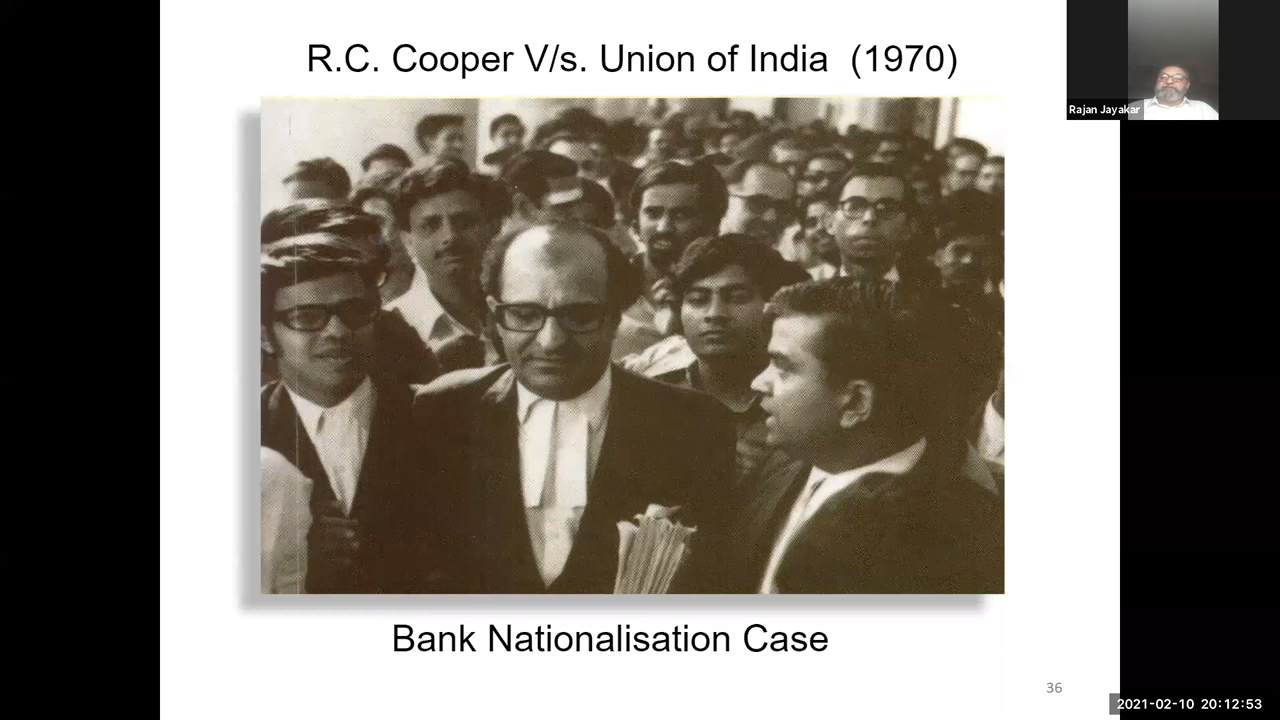 R.C. Cooper V/s. Union of India (1970)
Rajan Jayakar
Bank Nationalisation Case
36
2021-02-10 20:12:53